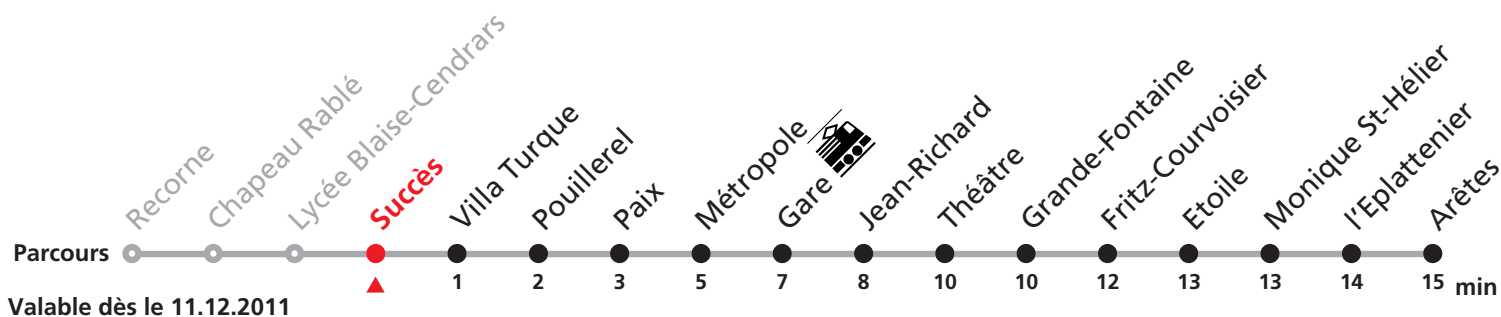 Recorne
Chapeau Rablé
Lycée Blaise-Cendrars
Succès
Villa Turque
Pouillerel
Paix
Métropole
Gare
Jean-Richard
Théâtre
Grande-Fontaine
Fritz-Courvoisier
Etoile
Monique St-Hélier
l'Eplattenier
Arêtes
Parcours
1 2 3 5 7 8 10 10 12 13 13 14 15 min
Valable dès le 11.12.2011